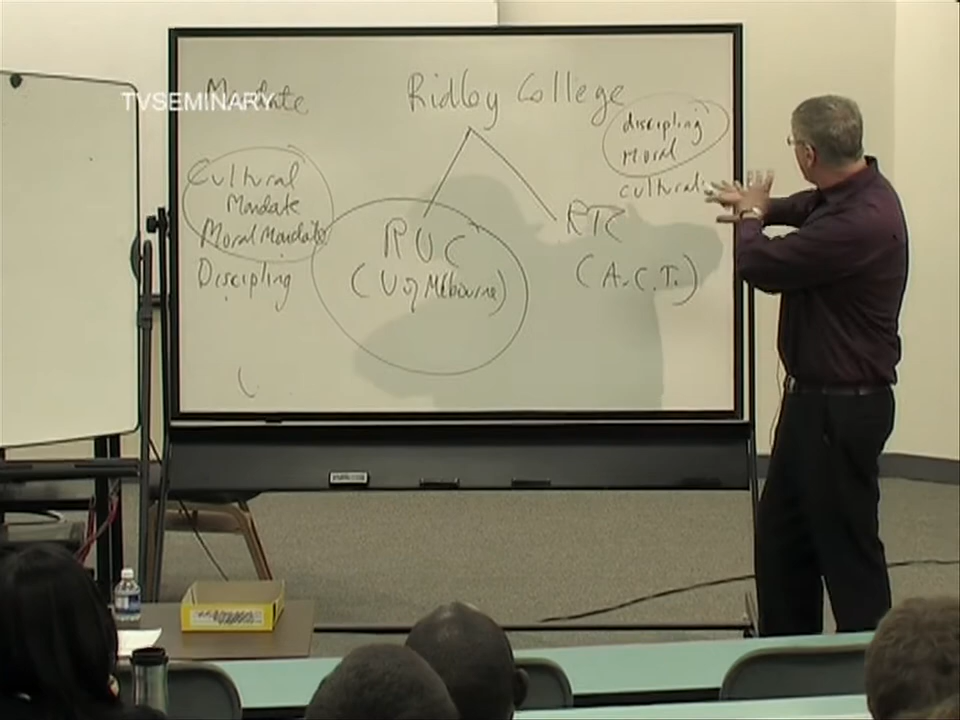 TVSEMINARY
Mandate
Ridley College
discipling
moral
cultural
Cultural
Mandate
Moral Mandate
Discipling
RUC
(U of Melbourne)
RTC
(A.C.T.)